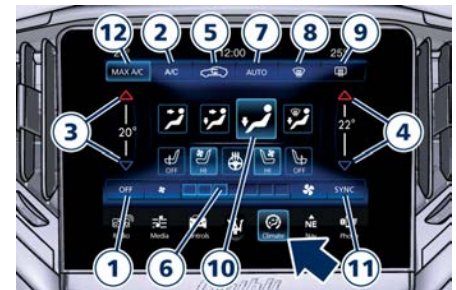 12 2 5 7 8 9
12:00
MAX A/C A/C AUTO
3 20° 22° 4
OFF HI HI OFF
OFF SYNC
Media Climate
1 6 10 11